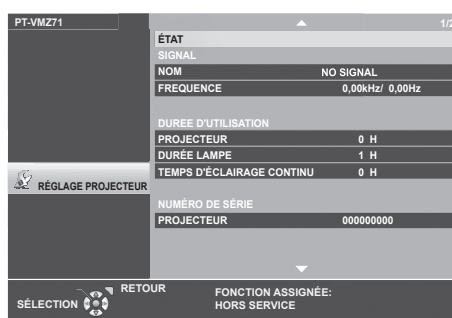 PT-VMZ71
1/2
ÉTAT
SIGNAL
NOM NO SIGNAL
FREQUENCE 0,00kHz/ 0,00Hz
DUREE D'UTILISATION
PROJECTEUR 0 H
DURÉE LAMPE 1 H
TEMPS D'ÉCLAIRAGE CONTINU 0 H
RÉGLAGE PROJECTEUR
NUMÉRO DE SÉRIE
PROJECTEUR 000000000
RETOUR
SÉLECTION
FONCTION ASSIGNÉE:
HORS SERVICE